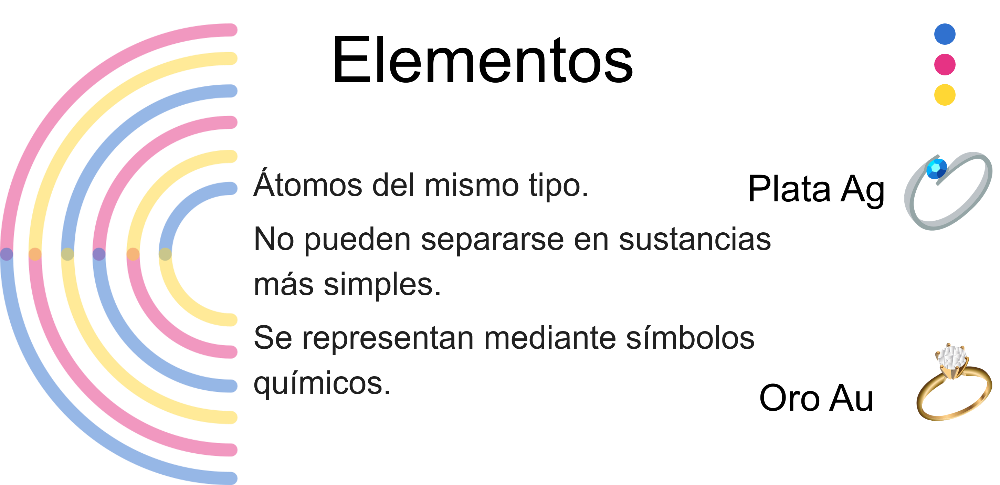 Elementos
Átomos del mismo tipo.
Plata Ag
No pueden separarse en sustancias
más simples.
Se representan mediante símbolos
químicos.
Oro Au